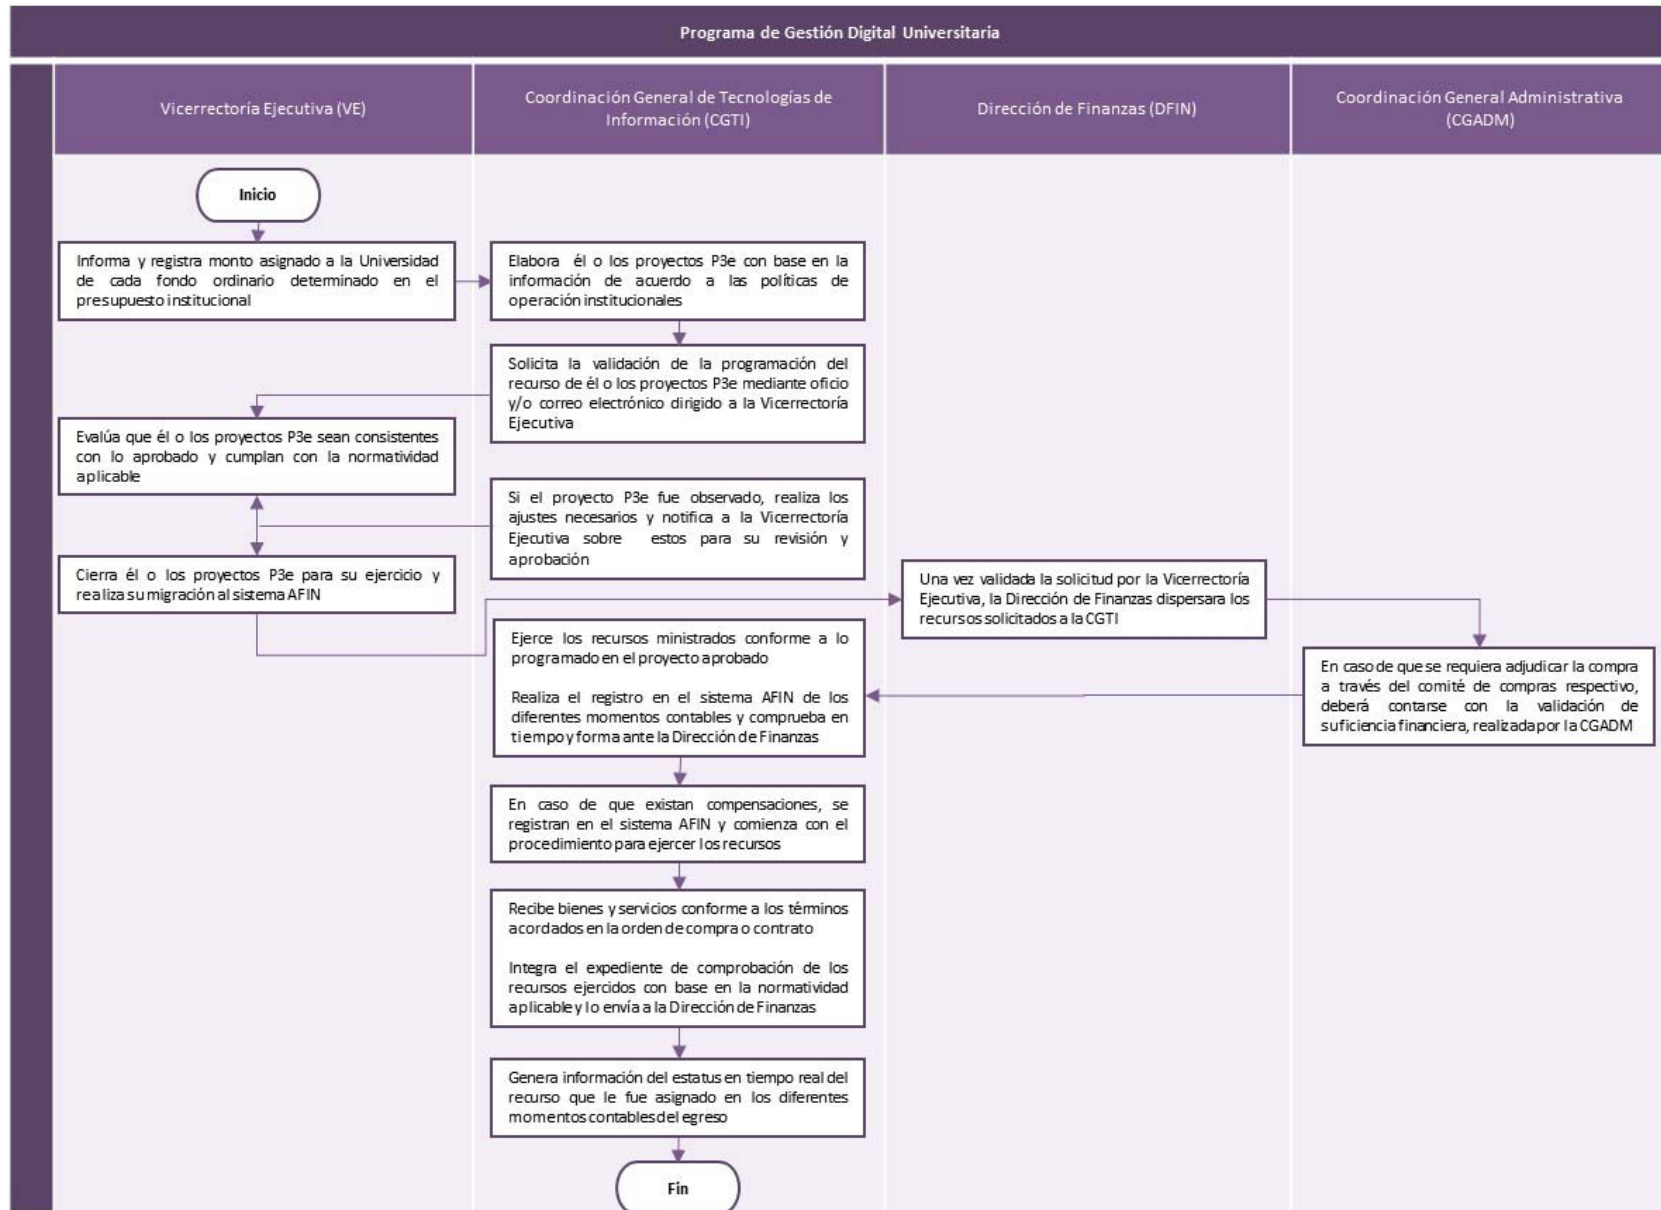 Programa de Gestión Digital Universitaria
Vicerrectoría Ejecutiva (VE)
Coordinación General de Tecnologías de
Información (CGTI)
Dirección de Finanzas (DFIN)
Coordinación General Administrativa
(CGADM)
Inicio
Informa y registra monto asignado a la Universidad
de cada fondo ordinario determinado en el
presupuesto institucional
Elabora él o los proyectos P3e con base en la
información de acuerdo a las políticas de
operación institucionales
Solicita la validación de la programación del
recurso de él o los proyectos P3e mediante oficio
y/o correo electrónico dirigido a la Vicerrectoría
Ejecutiva
Evalúa que él o los proyectos P3e sean consistentes
con lo aprobado y cumplan con la normatividad
aplicable
Si el proyecto P3e fue observado, realiza los
ajustes necesarios y notifica a la Vicerrectoría
Ejecutiva sobre estos para su revisión y
aprobación
Cierra él o los proyectos P3e para su ejercicio y
realiza su migración al sistema AFIN
Una vez validada la solicitud por la Vicerrectoría
Ejecutiva, la Dirección de Finanzas dispersara los
recursos solicitados a la CGTI
En caso de que se requiera adjudicar la compra
a través del comité de compras respectivo,
deberá contarse con la validación de
suficiencia financiera, realizada por la CGADM
Ejerce los recursos ministrados conforme a lo
programado en el proyecto aprobado
Realiza el registro en el sistema AFIN de los
diferentes momentos contables y comprueba en
tiempo y forma ante la Dirección de Finanzas
En caso de que existan compensaciones, se
registran en el sistema AFIN y comienza con el
procedimiento para ejercer los recursos
Recibe bienes y servicios conforme a los términos
acordados en la orden de compra o contrato
Integra el expediente de comprobación de los
recursos ejercidos con base en la normatividad
aplicable y lo envía a la Dirección de Finanzas
Genera información del estatus en tiempo real del
recurso que le fue asignado en los diferentes
momentos contables del egreso
Fin